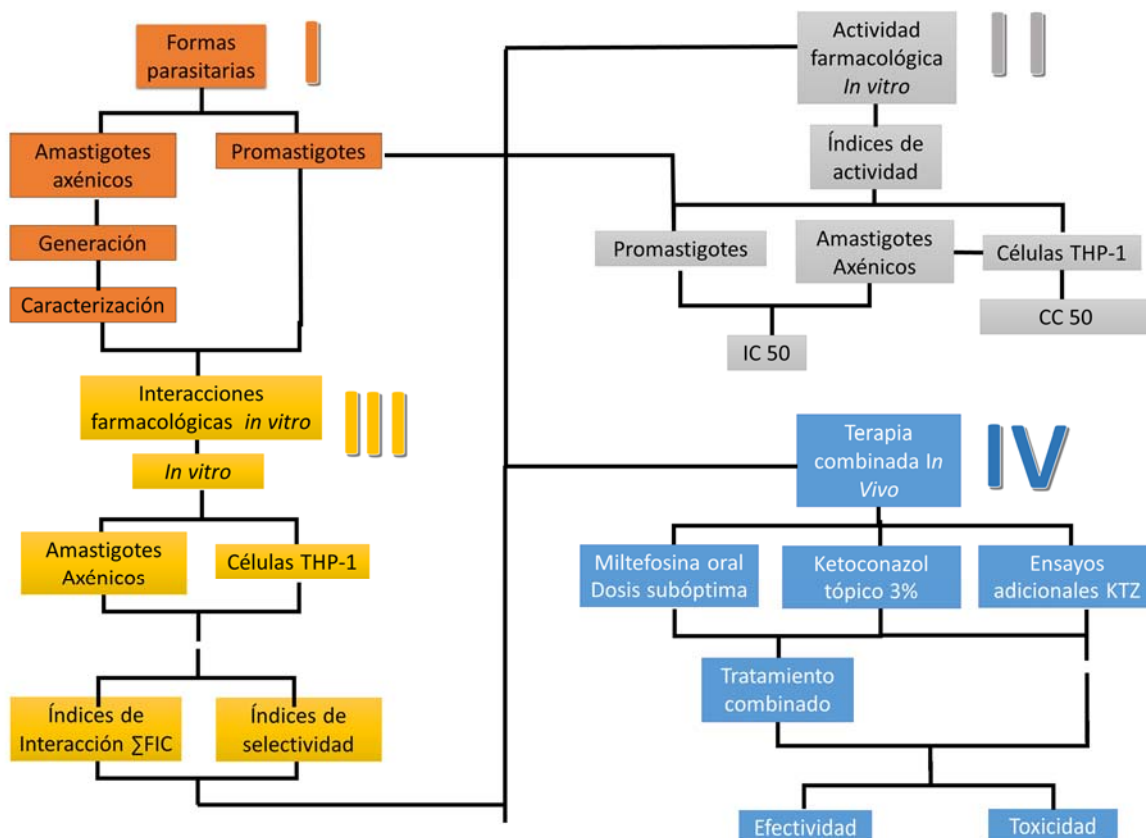 Formas
parasitarias
I
Amastigotes
axénicos
Promastigotes
Generación
Caracterización
Actividad
farmacológica
In vitro
II
Índices de
actividad
Promastigotes
Amastigotes
Axénicos
Células THP-1
IC 50
CC 50
Interacciones
farmacológicas in vitro
III
In vitro
Amastigotes
Axénicos
Células THP-1
Índices de
Interacción ∑FIC
Índices de
selectividad
Terapia
combinada In
Vivo
IV
Miltefosina oral
Dosis subóptima
Ketoconazol
tópico 3%
Ensayos
adicionales KTZ
Tratamiento
combinado
Efectividad
Toxicidad